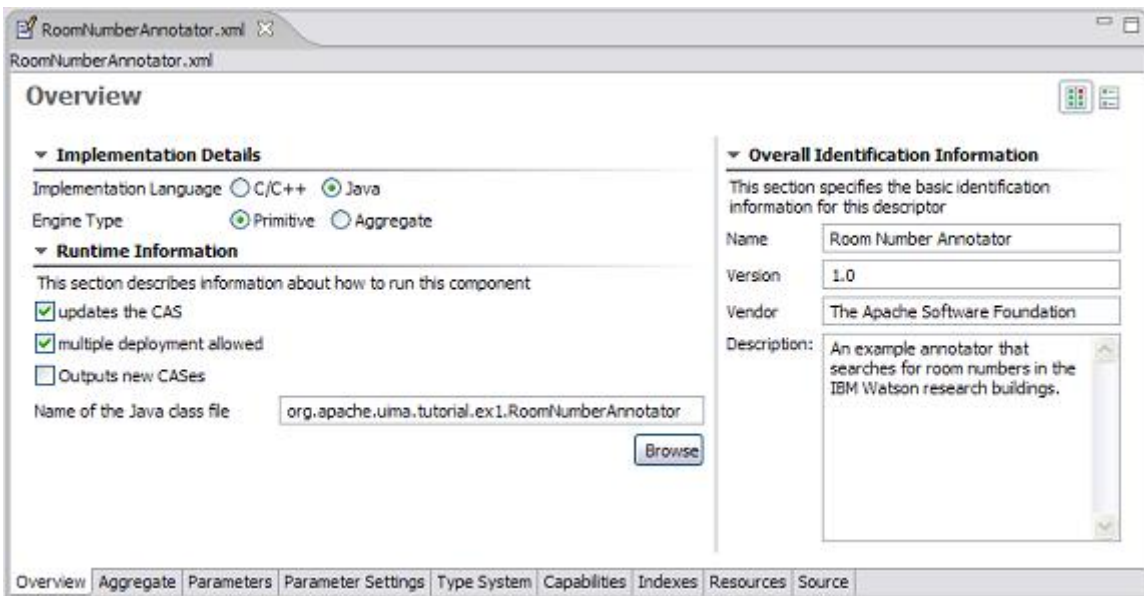 RoomNumberAnnotator.xml
RoomNumberAnnotator.xml
Overview
Implementation Details
Implementation Language C/C++ Java
Engine Type Primitive Aggregate
Runtime Information
This section describes information about how to run this component
updates the CAS
multiple deployment allowed
Outputs new CASes
Name of the Java class file org.apache.uima.tutorial.ex1.RoomNumberAnnotator
Browse
Overall Identification Information
This section specifies the basic identification
information for this descriptor
Name Room Number Annotator
Version 1.0
Vendor The Apache Software Foundation
Description: An example annotator that
searches for room numbers in the
IBM Watson research buildings.
Overview Aggregate Parameters Parameter Settings Type System Capabilities Indexes Resources Source